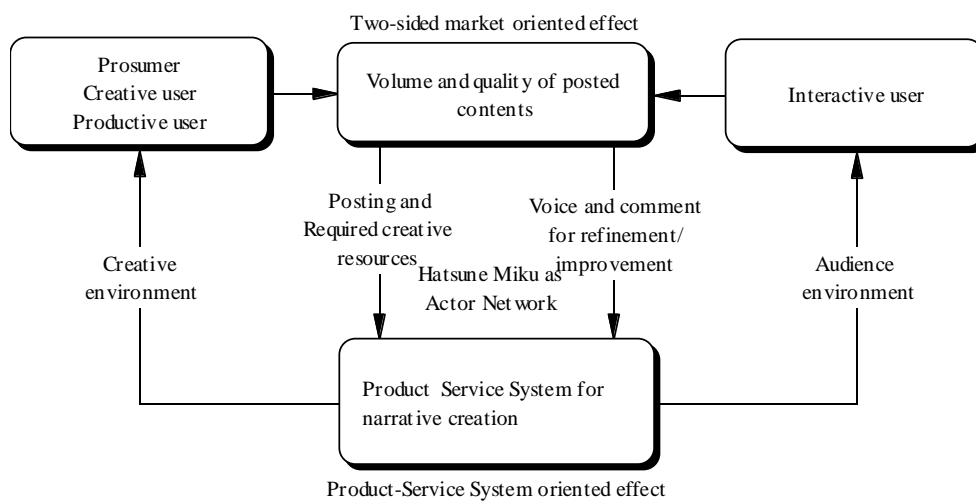 Two-sided market oriented effect
Prosumer
Creative user
Productive user
Volume and quality of posted
contents
Interactive user
Posting and
Required creative
resources
Voice and comment
for refinement/
improvement
Creative
environment
Hatsune Miku as
Actor Network
Audience
environment
Product Service System for
narrative creation
Product-Service System oriented effect